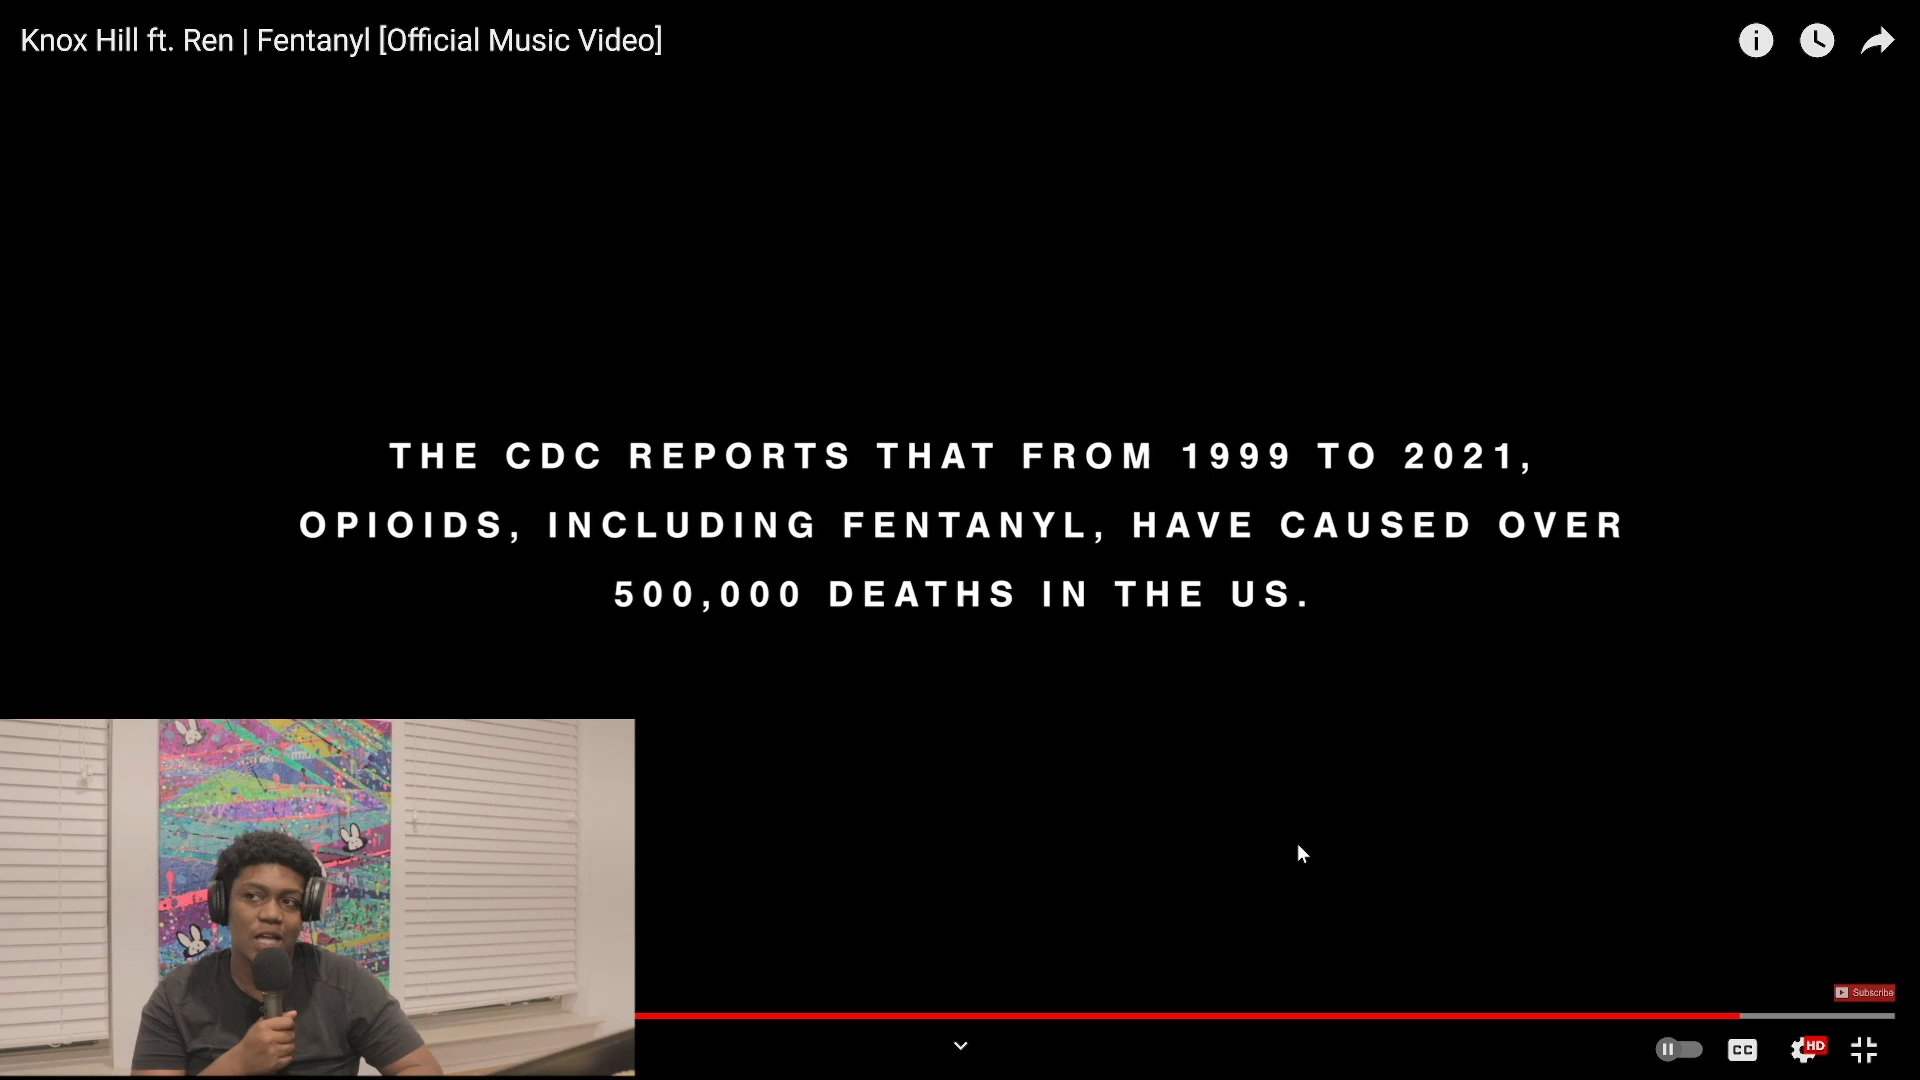 Knox Hill ft. Ren | Fentanyl [Official Music Video]
THE CDC REPORTS THAT FROM 1999 TO 2021,
OPIOIDS, INCLUDING FENTANYL, HAVE CAUSED OVER
500,000 DEATHS IN THE US.
Subscribe
CC
HD